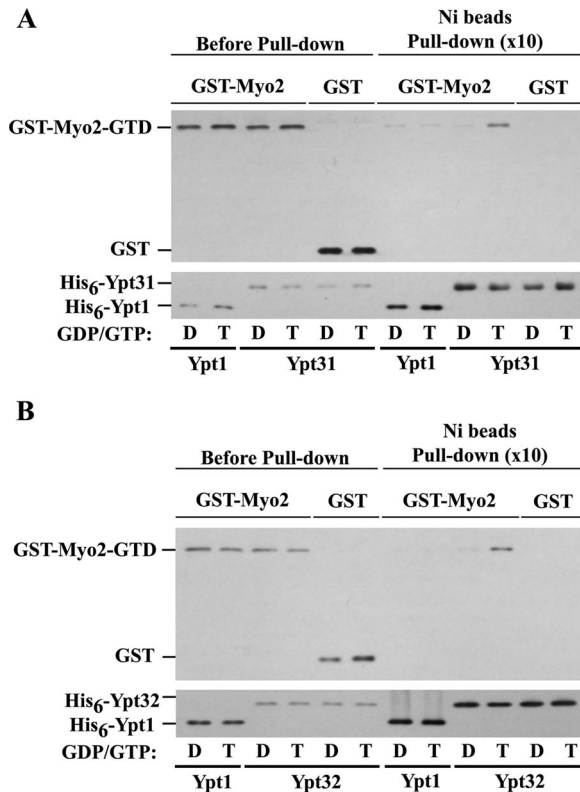 A
Ni beads
Before Pull-down Pull-down (x10)
GST-Myo2 GST GST-Myo2 GST
GST-Myo2-GTD
GST
His6-Ypt31
His6-Ypt1
GDP/GTP: D T D T D T D T D T D T
Ypt1 Ypt31 Ypt1 Ypt31
B
Ni beads
Before Pull-down Pull-down (x10)
GST-Myo2 GST GST-Myo2 GST
GST-Myo2-GTD
GST
His6-Ypt32
His6-Ypt1
GDP/GTP: D T D T D T D T D T D T
Ypt1 Ypt32 Ypt1 Ypt32